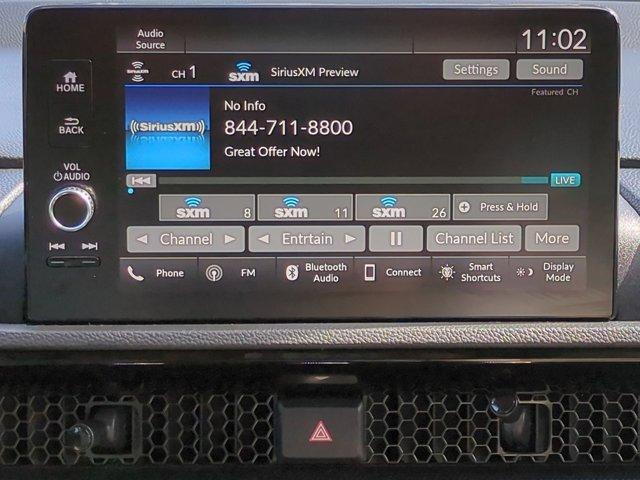 Audio
Source
11:02
HOME
SiriusXM
CH 1
sxm
SiriusXM Preview
Settings
Sound
Featured CH
No Info
BACK
((SiriusXM))
844-711-8800
Great Offer Now!
VOL
AUDIO
LIVE
sxm 8
sxm 11
sxm 26
Press & Hold
Channel
Entrtain
Channel List
More
Phone
FM
Bluetooth
Audio
Connect
Smart
Shortcuts
Display
Mode